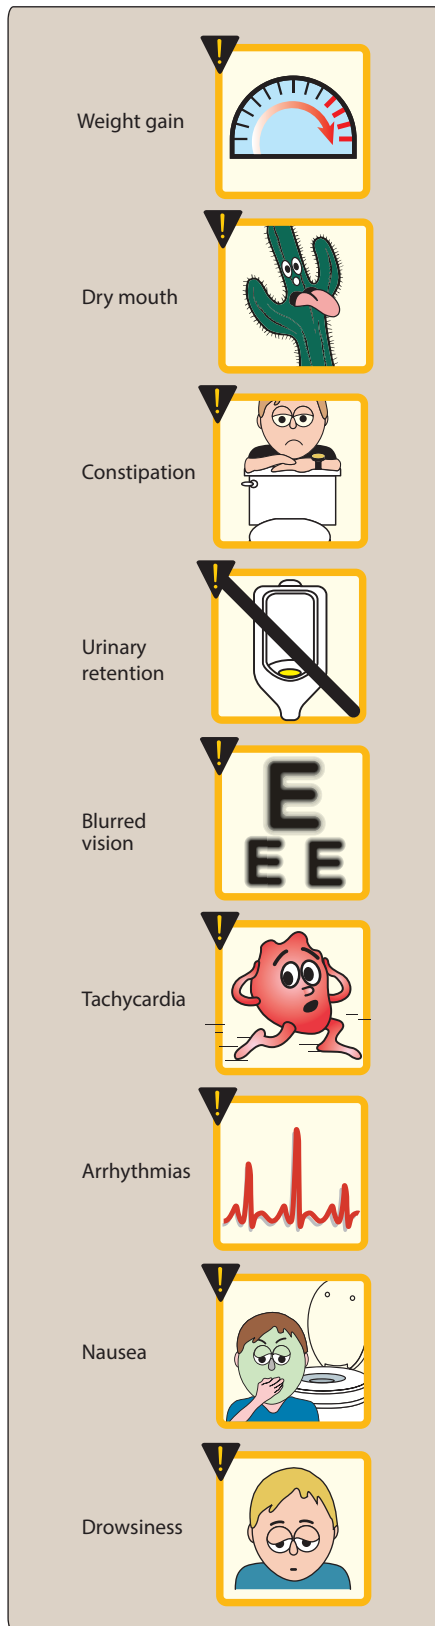 !
Weight gain
!
Dry mouth
!
Constipation
!
Urinary
retention
!
Blurred
vision
E
E E
!
Tachycardia
!
Arrhythmias
!
Nausea
!
Drowsiness